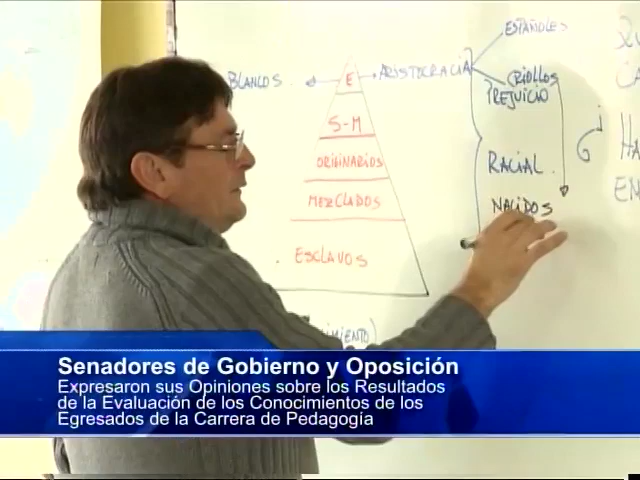 ESPAÑOLES
BLANCOS
E
ARISTOCRACIA
CRIOLLOS
PREJUICIO
S-M
ORIGINARIOS
RACIAL
MEZCLADOS
NACIDOS
ESCLAVOS
Senadores de Gobierno y Oposición
Expresaron sus Opiniones sobre los Resultados
de la Evaluación de los Conocimientos de los
Egresados de la Carrera de Pedagogía